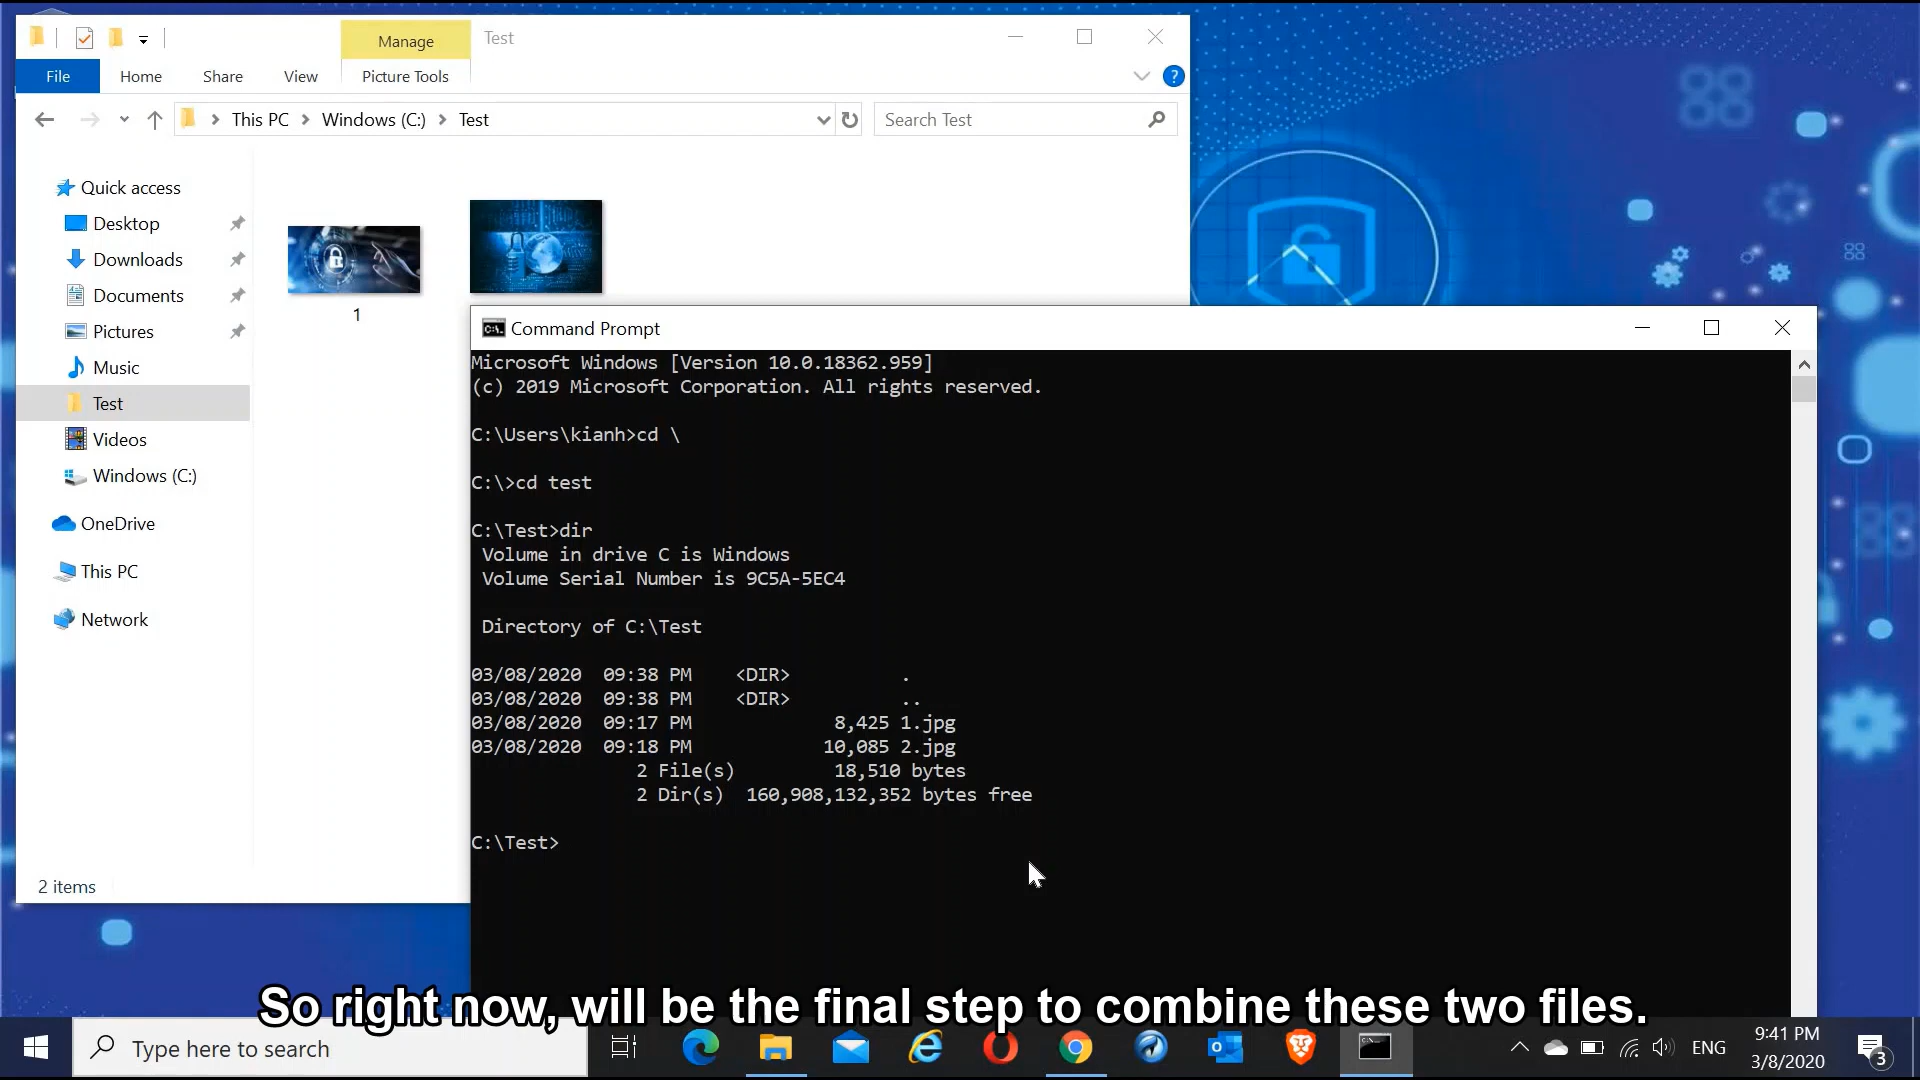 Manage
Test
File
Home
Share
View
Picture Tools
This PC
Windows (C:)
Test
Search Test
Quick access
Desktop
Downloads
Documents
Pictures
Music
Test
Videos
Windows (C:)
OneDrive
This PC
Network
1
2 items
Command Prompt
Microsoft Windows [Version 10.0.18362.959]
(c) 2019 Microsoft Corporation. All rights reserved.
C:\Users\kianh>cd \
C:\>cd test
C:\Test>dir
Volume in drive C is Windows
Volume Serial Number is 9C5A-5EC4
Directory of C:\Test
03/08/2020  09:38 PM    <DIR>          .
03/08/2020  09:38 PM    <DIR>          ..
03/08/2020  09:17 PM             8,425 1.jpg
03/08/2020  09:18 PM            10,085 2.jpg
2 File(s)         18,510 bytes
2 Dir(s)  160,908,132,352 bytes free
C:\Test>
So right now, will be the final step to combine these two files.
Type here to search
ENG
9:41 PM
3/8/2020
3